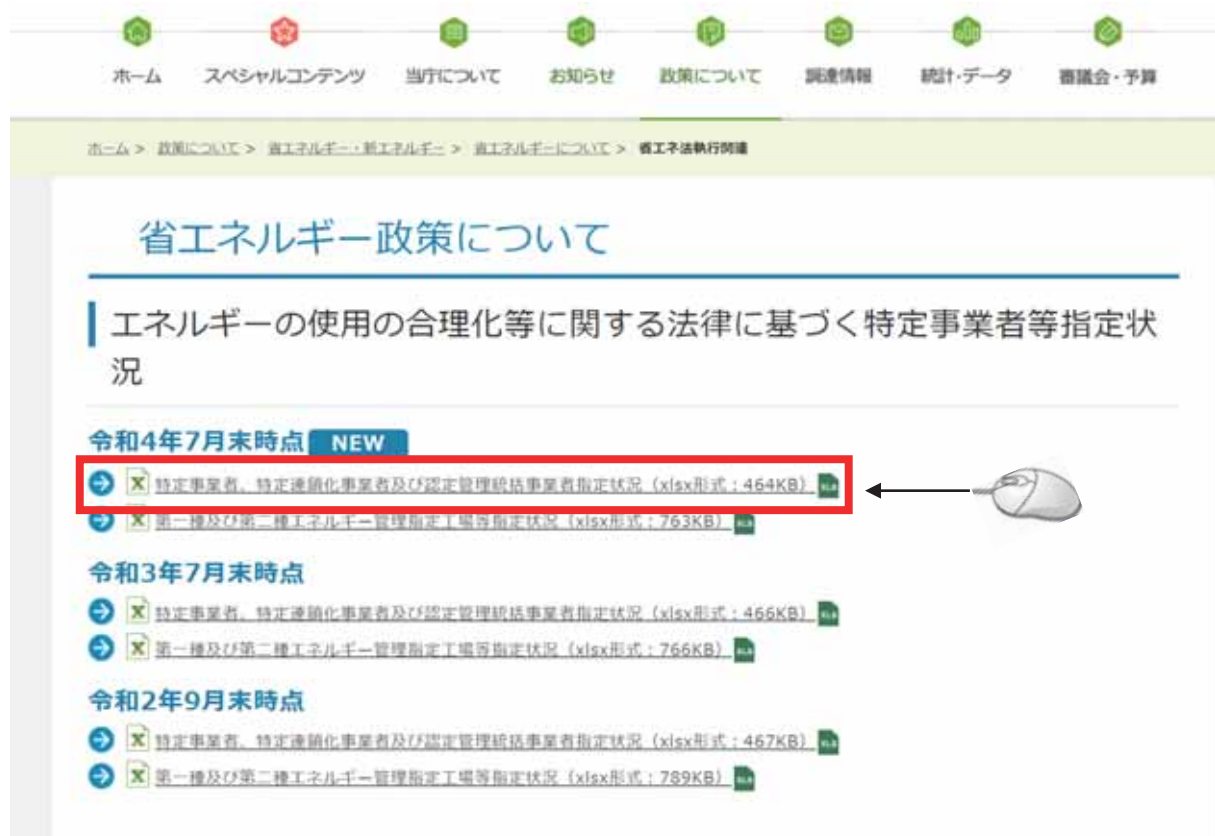 ホーム スペシャルコンテンツ 当庁について お知らせ 政策について 調達情報 統計・データ 審議会・予算
ホーム > 政策について > 省エネルギー・新エネルギー > 省エネルギーについて > 省エネ法執行関連
省エネルギー政策について
エネルギーの使用の合理化等に関する法律に基づく特定事業者等指定状
況
令和4年7月末時点 NEW
特定事業者、特定連鎖化事業者及び認定管理統括事業者指定状況（xlsx形式：464KB）
第一種及び第二種エネルギー管理指定工場等指定状況（xlsx形式：763KB）
令和3年7月末時点
特定事業者、特定連鎖化事業者及び認定管理統括事業者指定状況（xlsx形式：466KB）
第一種及び第二種エネルギー管理指定工場等指定状況（xlsx形式：766KB）
令和2年9月末時点
特定事業者、特定連鎖化事業者及び認定管理統括事業者指定状況（xlsx形式：467KB）
第一種及び第二種エネルギー管理指定工場等指定状況（xlsx形式：789KB）